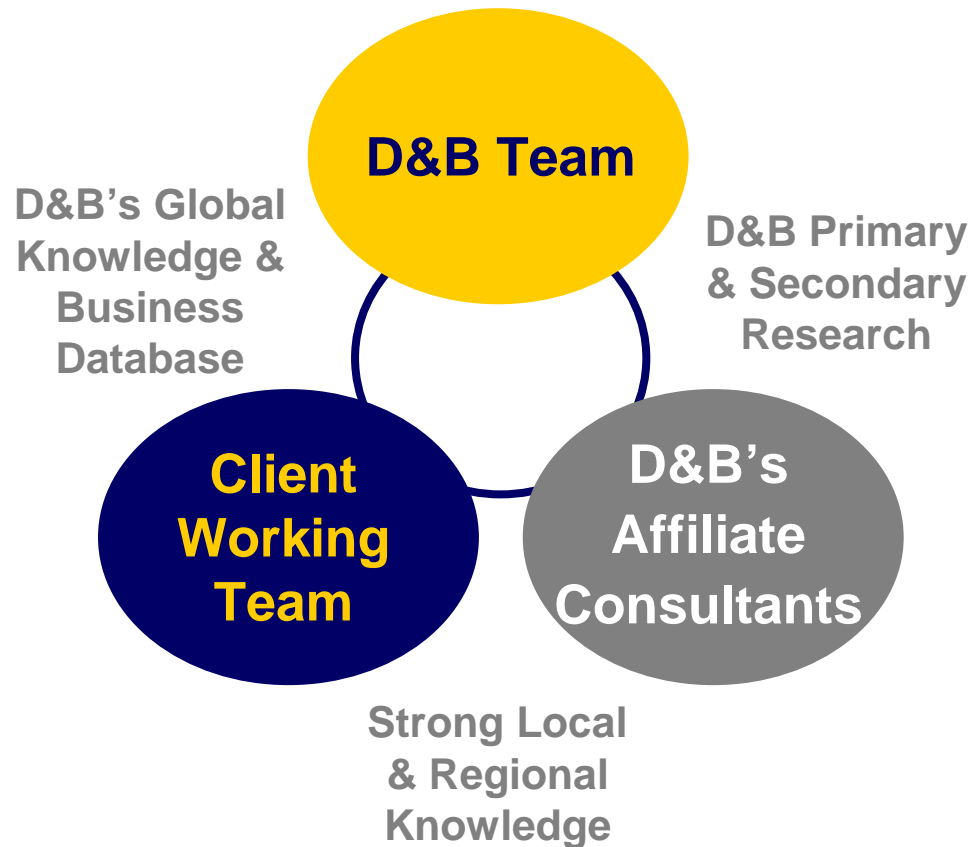 D&B Team
D&B’s Global
Knowledge &
Business
Database
D&B Primary
& Secondary
Research
Client
Working
Team
D&B’s
Affiliate
Consultants
Strong Local
& Regional
Knowledge